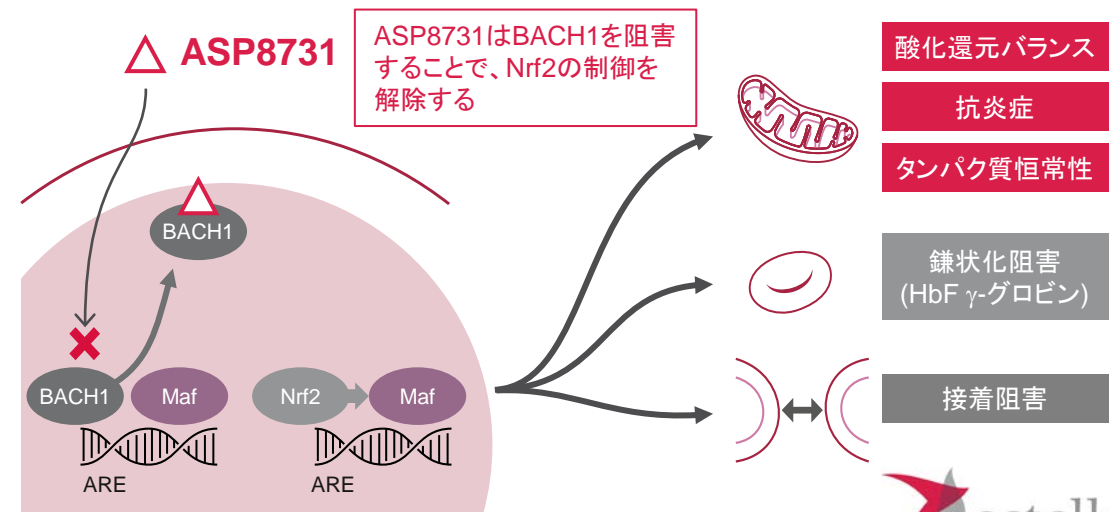 ASP8731
ASP8731はBACH1を阻害
することで、Nrf2の制御を
解除する
酸化還元バランス
抗炎症
タンパク質恒常性
BACH1
鎌状化阻害
(HbF γ-グロビン)
BACH1
Maf
Nrf2
Maf
接着阻害
ARE
ARE